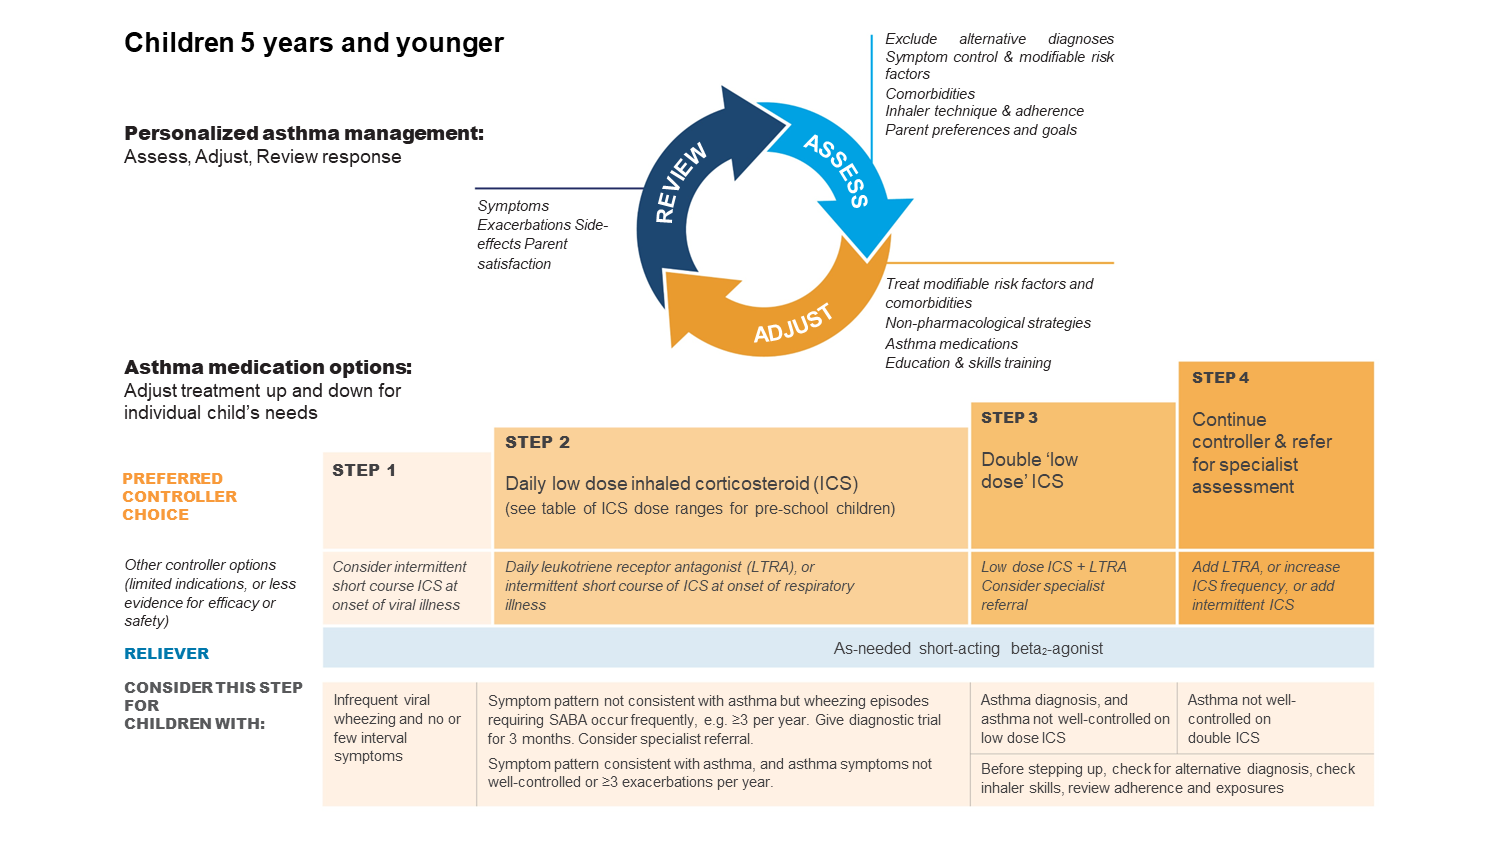 Children 5 years and younger
Personalized asthma management:
Assess, Adjust, Review response
Exclude alternative diagnoses
Symptom control & modifiable risk
factors
Comorbidities
Inhaler technique & adherence
Parent preferences and goals
REVIEW
ASSESS
ADJUST
Symptoms
Exacerbations Side-
effects Parent
satisfaction
Treat modifiable risk factors and
comorbidities
Non-pharmacological strategies
Asthma medications
Education & skills training
Asthma medication options:
Adjust treatment up and down for
individual child's needs
PREFERRED
CONTROLLER
CHOICE
STEP 1
STEP 2
Daily low dose inhaled corticosteroid (ICS)
(see table of ICS dose ranges for pre-school children)
STEP 3
Double ‘low
dose’ ICS
STEP 4
Continue
controller & refer
for specialist
assessment
Other controller options
(limited indications, or less
evidence for efficacy or
safety)
Consider intermittent
short course ICS at
onset of viral illness
Daily leukotriene receptor antagonist (LTRA), or
intermittent short course of ICS at onset of respiratory
illness
Low dose ICS + LTRA
Consider specialist
referral
Add LTRA, or increase
ICS frequency, or add
intermittent ICS
RELIEVER
As-needed short-acting beta₂-agonist
CONSIDER THIS STEP
FOR
CHILDREN WITH:
Infrequent viral
wheezing and no or
few interval
symptoms
Symptom pattern not consistent with asthma but wheezing episodes
requiring SABA occur frequently, e.g. ≥3 per year. Give diagnostic trial
for 3 months. Consider specialist referral.
Symptom pattern consistent with asthma, and asthma symptoms not
well-controlled or ≥3 exacerbations per year.
Asthma diagnosis, and
asthma not well-controlled on
low dose ICS
Asthma not well-
controlled on
double ICS
Before stepping up, check for alternative diagnosis, check
inhaler skills, review adherence and exposures